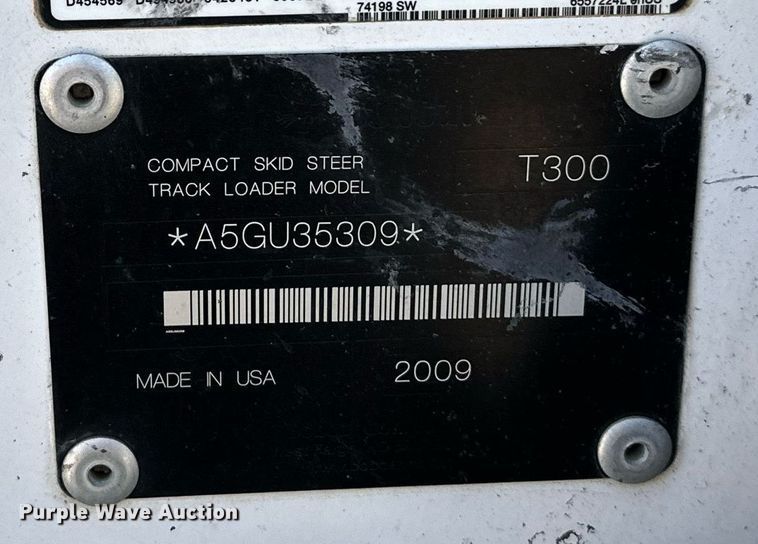 74198 SW
COMPACT SKID STEER
TRACK LOADER MODEL
T300
*A5GU35309*
MADE IN USA
2009
Purple Wave Auction